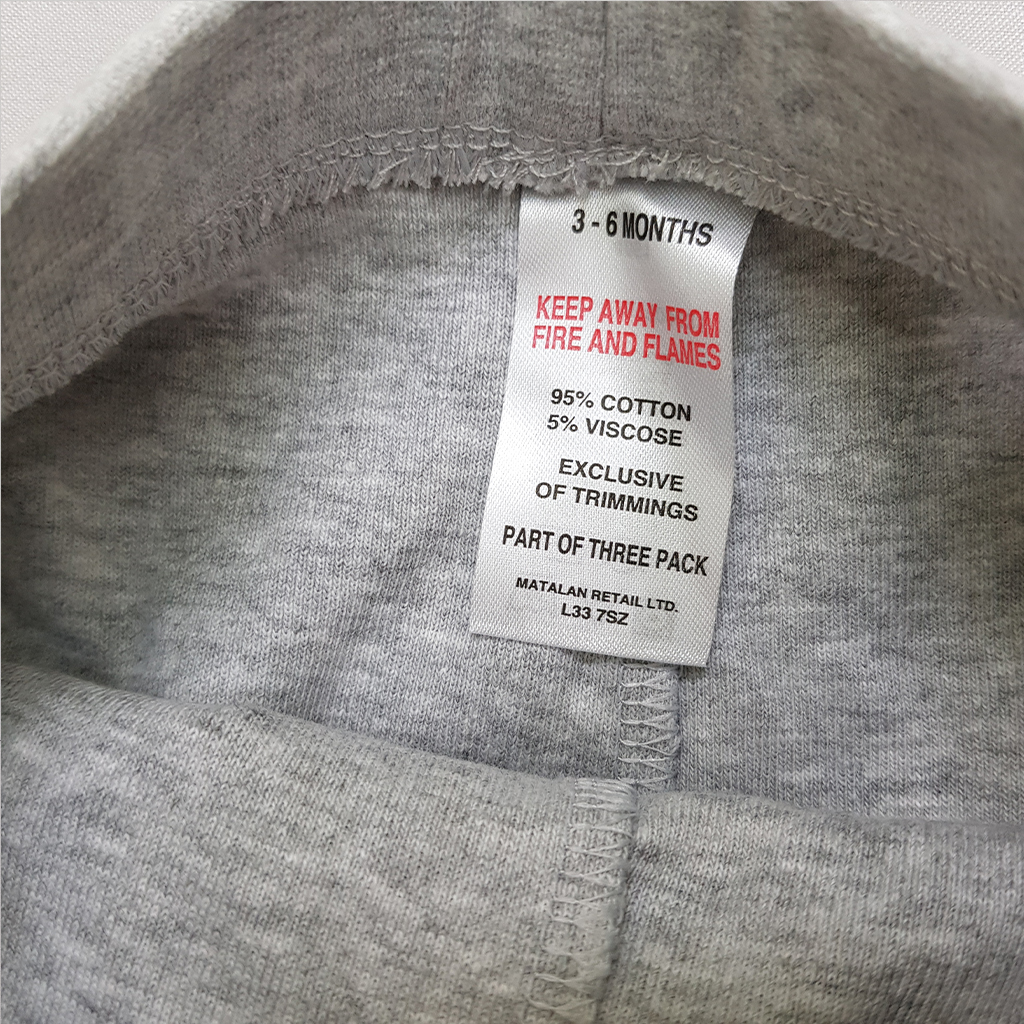 3 - 6 MONTHS
KEEP AWAY FROM
FIRE AND FLAMES
95% COTTON
5% VISCOSE
EXCLUSIVE
OF TRIMMINGS
PART OF THREE PACK
MATALAN RETAIL LTD.
L33 7SZ